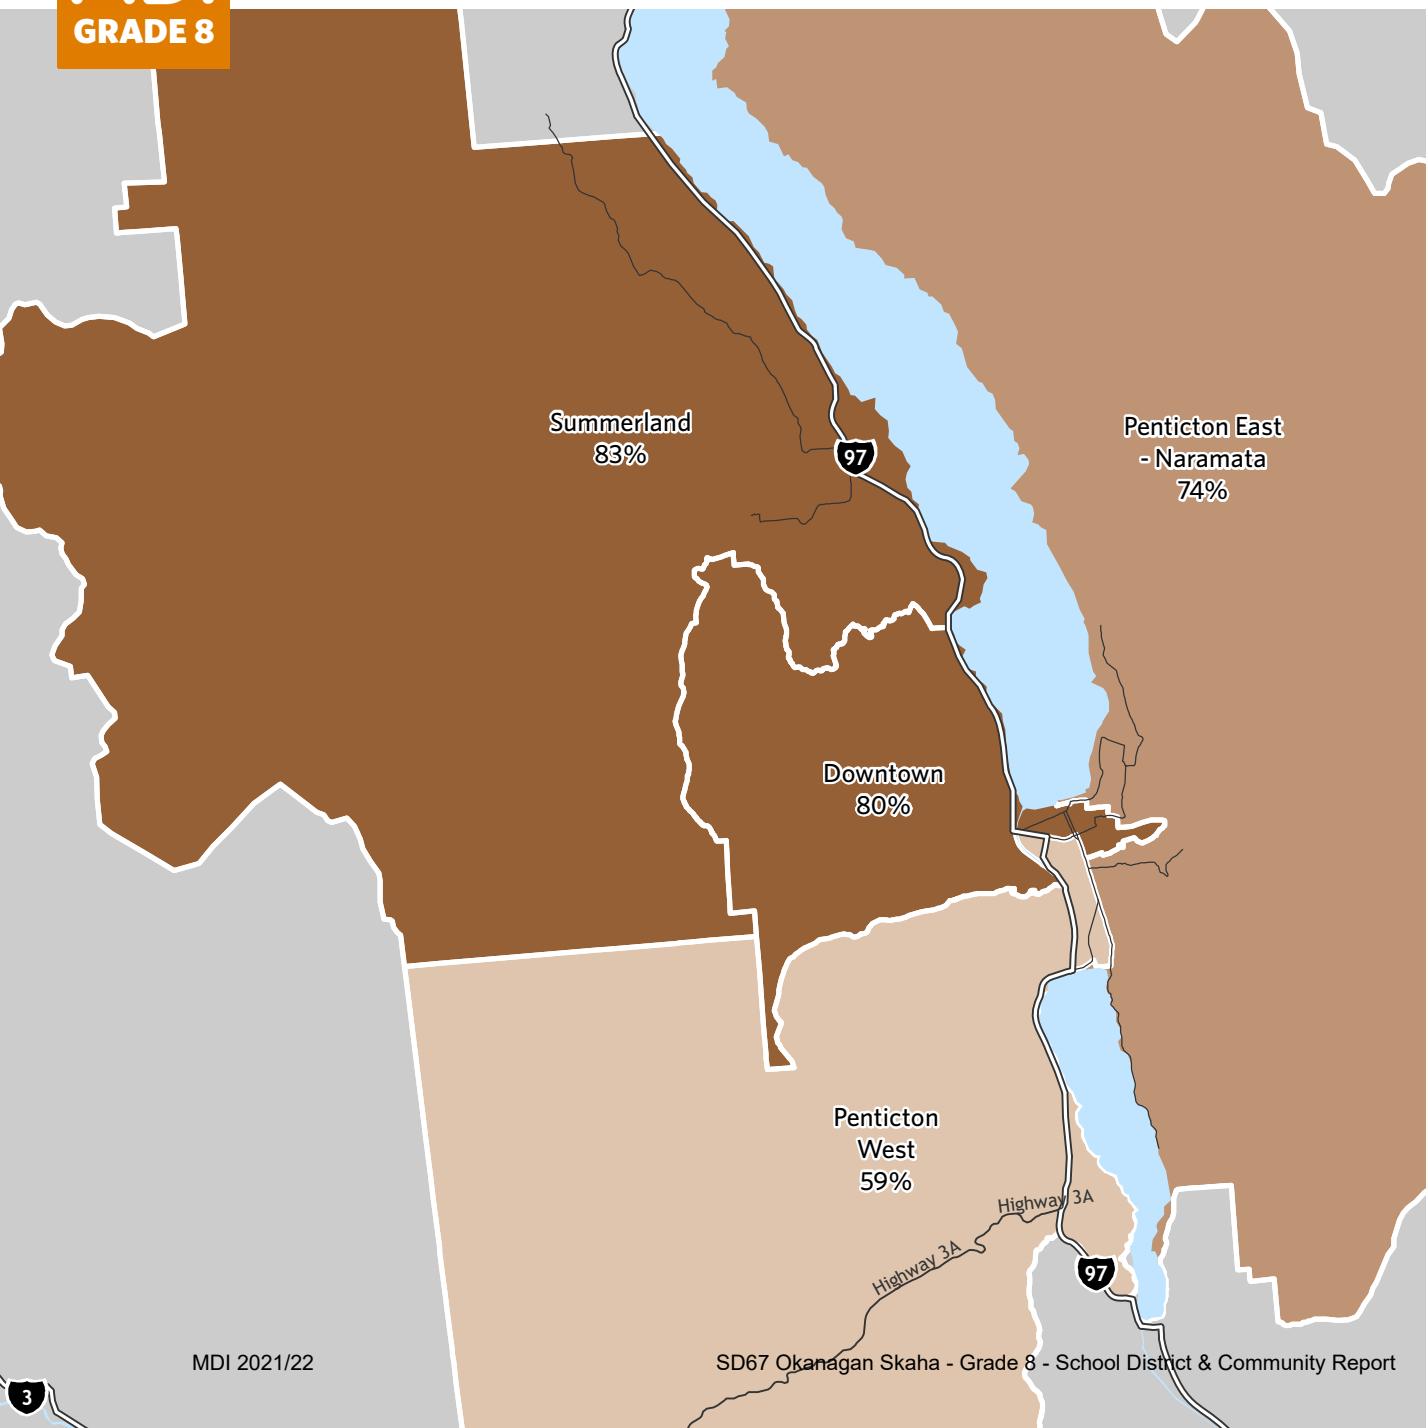 GRADE 8
Summerland
83%
97
Penticton East
- Naramata
74%
Downtown
80%
Penticton
West
59%
Highway 3A
Highway 3A
97
MDI 2021/22
SD67 Okanagan Skaha - Grade 8 - School District & Community Report
3